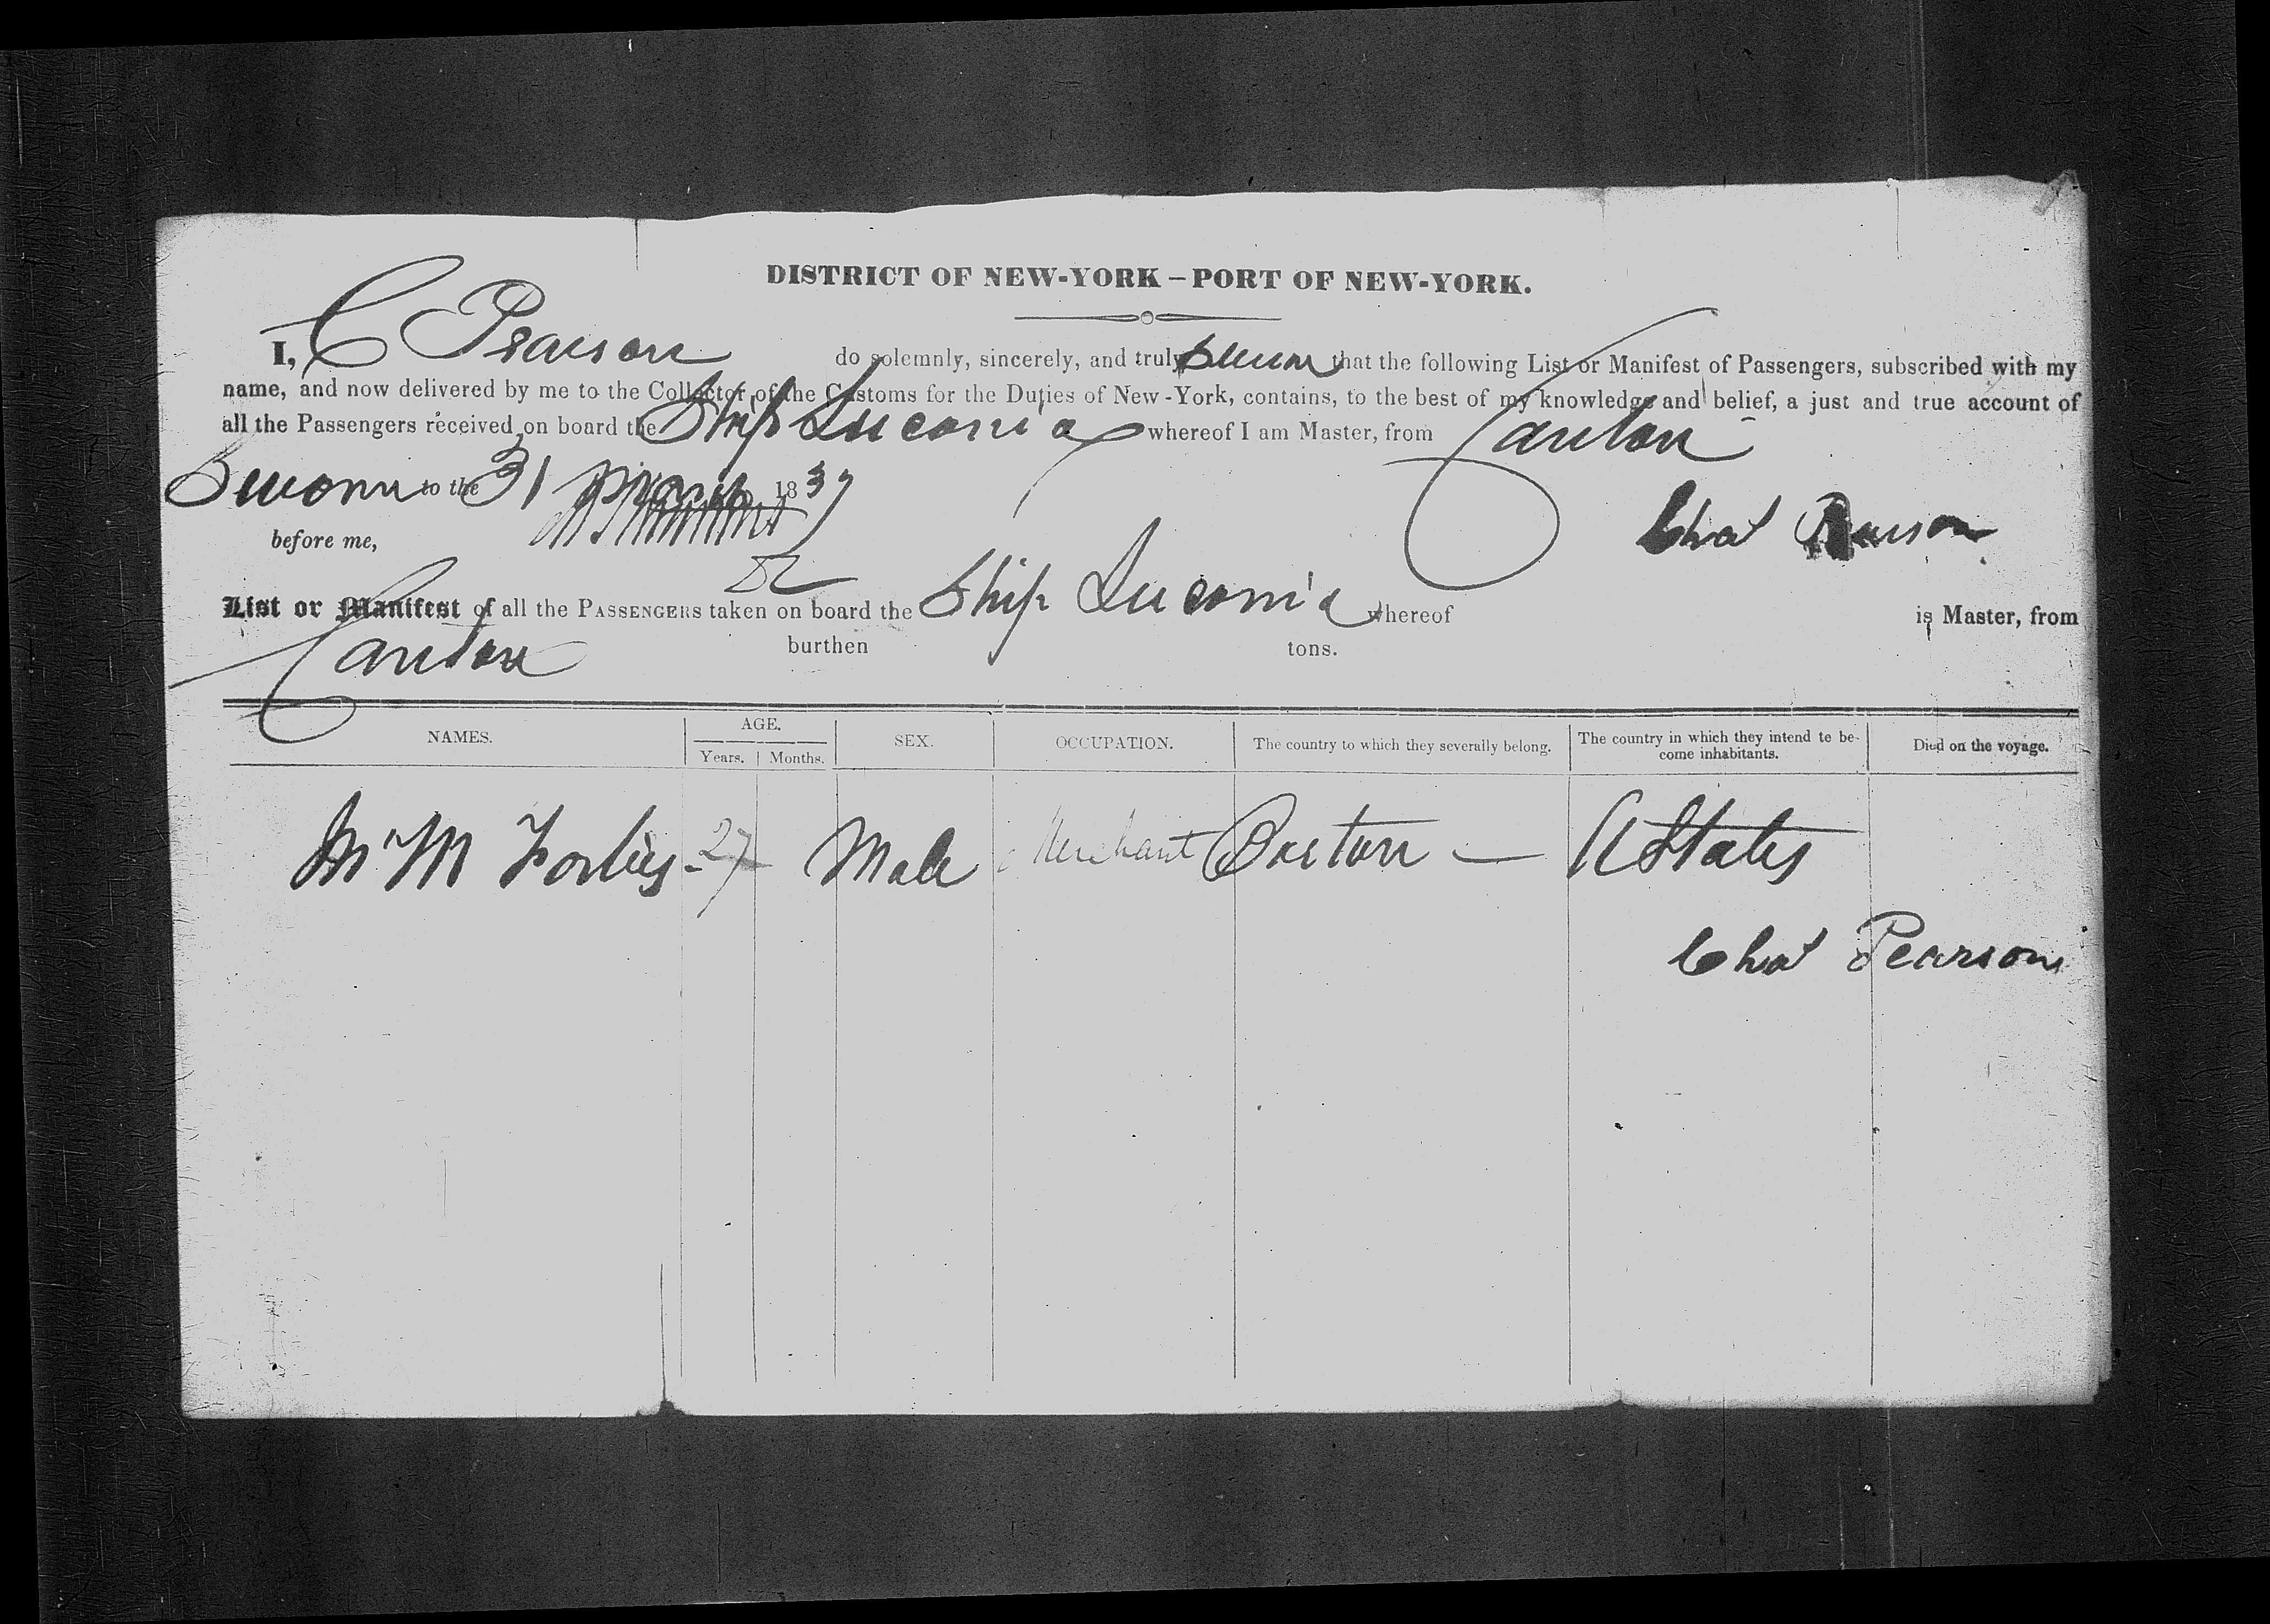 DISTRICT OF NEW-YORK – PORT OF NEW-YORK.
I, C Pearson do solemnly, sincerely, and truly swear that the following List or Manifest of Passengers, subscribed with my
name, and now delivered by me to the Collector of the Customs for the Duties of New-York, contains, to the best of my knowledge and belief, a just and true account of
all the Passengers received on board the Ship Luconia whereof I am Master, from Canton
Sworn to the 31 1837
before me,
Chas Pearson
List or Manifest of all the PASSENGERS taken on board the Ship Luconia whereof is Master, from
Canton burthen tons.
NAMES. AGE. Years. Months. SEX. OCCUPATION. The country to which they severally belong. The country in which they intend te become inhabitants. Died on the voyage.
Mr M Forbes - 27 Male Merchant Boston — U States
Chas Pearson